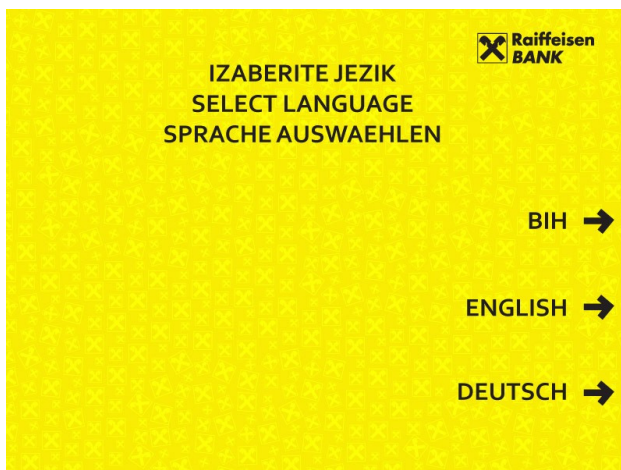 Raiffeisen
BANK
IZABERITE JEZIK
SELECT LANGUAGE
SPRACHE AUSWAEHLEN
BIH
ENGLISH
DEUTSCH